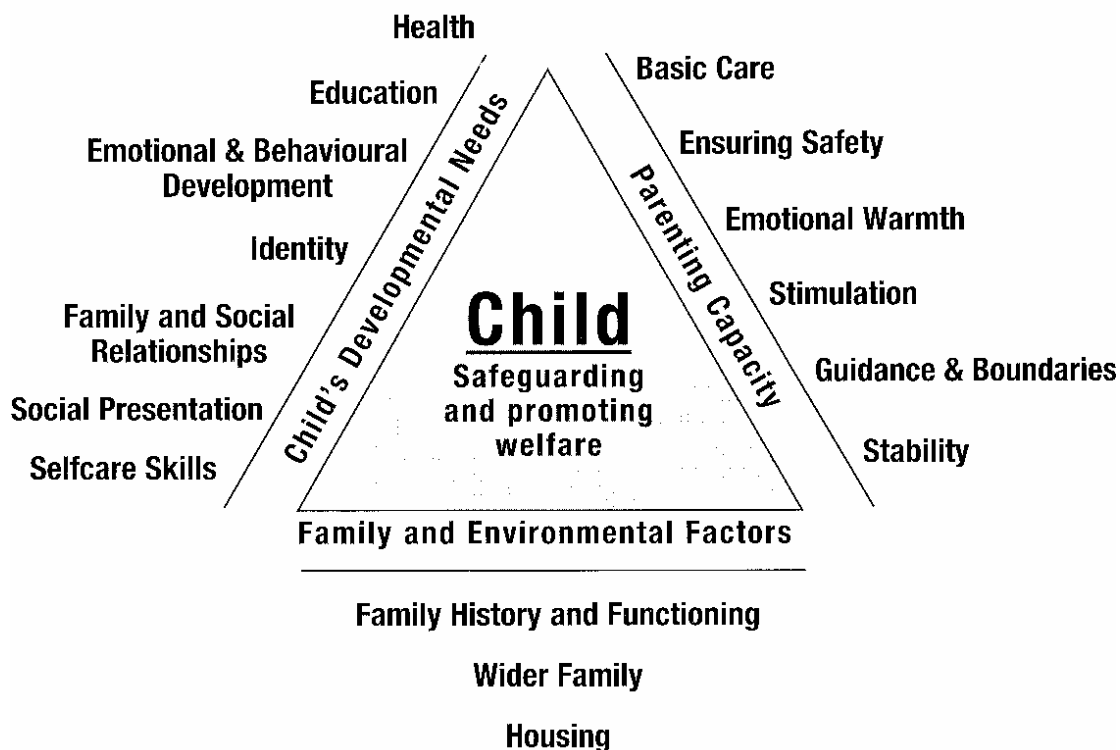 Health
Education
Emotional & Behavioural
Development
Identity
Family and Social
Relationships
Social Presentation
Selfcare Skills
Child's Developmental Needs
Basic Care
Ensuring Safety
Emotional Warmth
Stimulation
Guidance & Boundaries
Stability
Parenting Capacity
Child
Safeguarding
and promoting
welfare
Family and Environmental Factors
Family History and Functioning
Wider Family
Housing